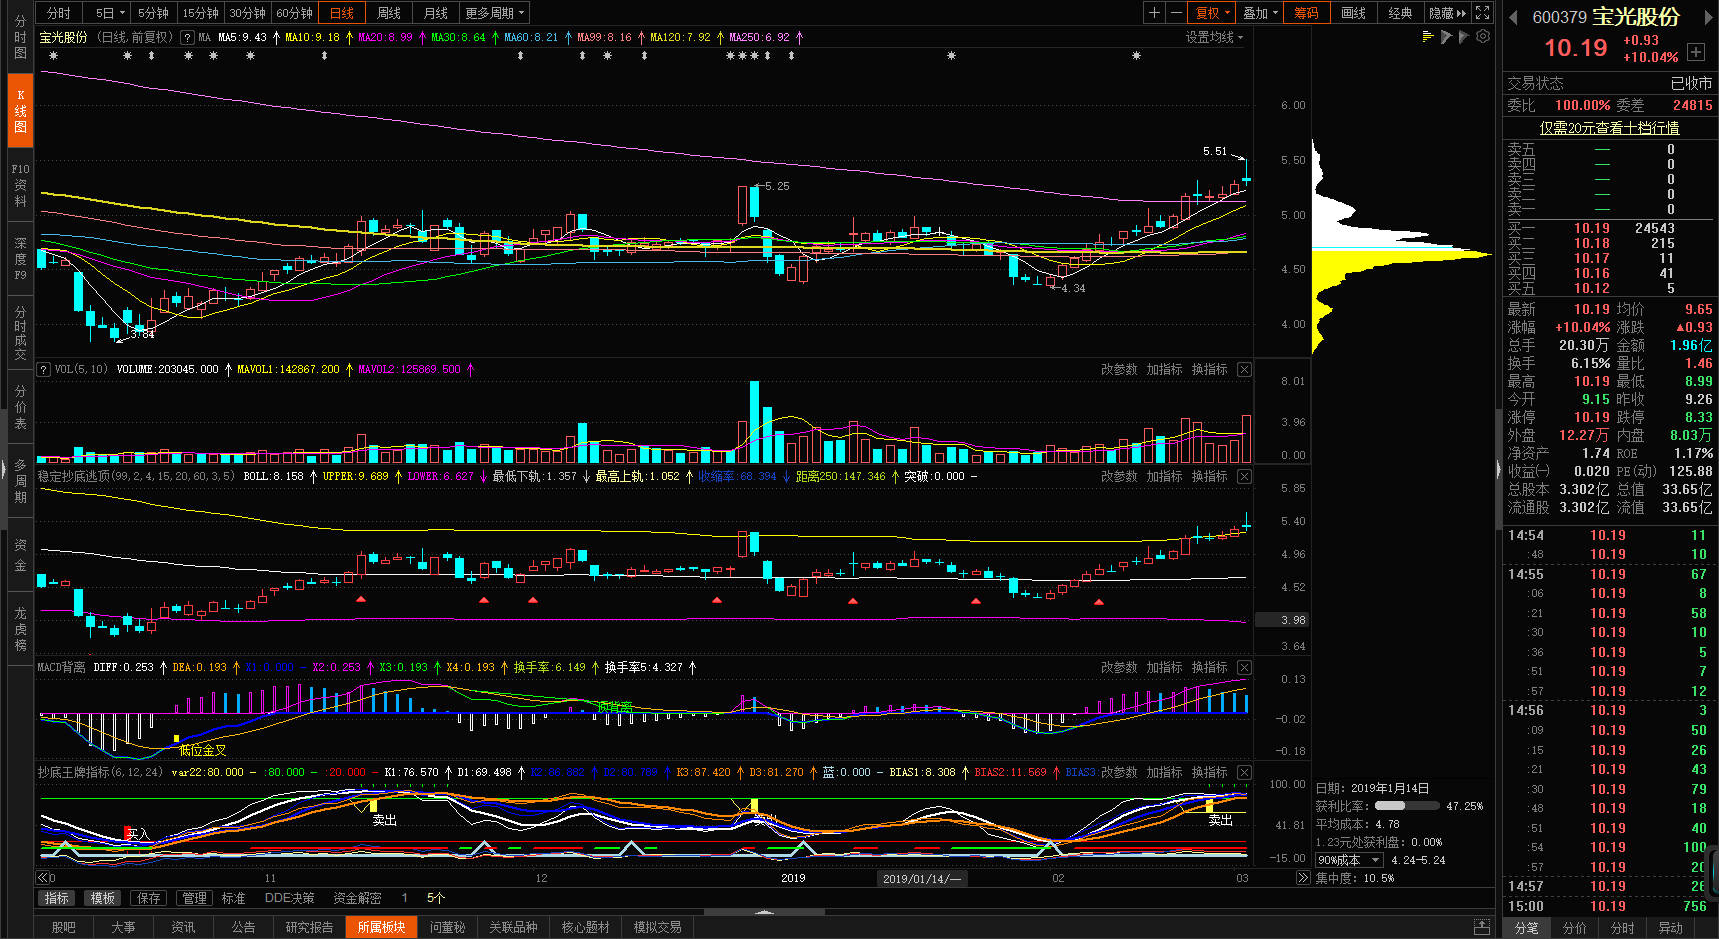 分时 5日 5分钟 15分钟 30分钟 60分钟 日线 周线 月线 更多周期
复权 叠加 筹码 画线 经典 隐藏
宝光股份 (日线,前复权) ? MA MA5:9.43 MA10:9.18 MA20:8.99 MA30:8.64 MA60:8.21 MA99:8.16 MA120:7.92 MA250:6.92 设置均线
分时图
K线图
F10资料
深度F9
分时成交
分价表
多周期
资金
龙虎榜
6.00
5.51
5.50
5.25
5.00
4.50
4.34
4.00
3.84
? VOL(5,10) VOLUME:203045.000 MAVOL1:142867.200 MAVOL2:125869.500 改参数 加指标 换指标
8.01
3.96
0.00
稳定抄底逃顶(99,2,4,15,20,60,3,5) BOLL:8.158 UPPER:9.689 LOWER:6.627 最低下轨:1.357 最高上轨:1.052 收缩率:68.394 距离250:147.346 突破:0.000 改参数 加指标 换指标
5.85
5.40
4.96
4.52
3.98
3.64
MACD背离 DIFF:0.253 DEA:0.193 X1:0.000 X2:0.253 X3:0.193 X4:0.193 换手率:6.149 换手率5:4.327 改参数 加指标 换指标
0.13
-0.02
-0.18
低位金叉
抄底王牌指标(6,12,24) var22:80.000 :80.000 :20.000 K1:76.570 D1:69.498 K3:87.420 D3:81.270 蓝:0.000 BIAS1:8.308 BIAS2:11.569 BIAS3: 改参数 加指标 换指标
100.00
41.81
-15.00
买入
卖出
卖出
11 12 2019 2019/01/14/一 02 03
指标 模板 保存 管理 标准 DDE决策 资金解密 1 5个
股吧 大事 资讯 公告 研究报告 所属板块 问董秘 关联品种 核心题材 模拟交易
日期: 2019年1月14日
获利比率: 47.25%
平均成本: 4.78
1.23元处获利盘: 0.00%
90%成本 4.24-5.24
集中度: 10.5%
600379 宝光股份
10.19 +0.93 +10.04%
交易状态 已收市
委比 100.00% 委差 24815
仅需20元查看十档行情
卖五 — 0
卖四 — 0
卖三 — 0
卖二 — 0
卖一 — 0
买一 10.19 24543
买二 10.18 215
买三 10.17 11
买四 10.16 41
买五 10.12 5
最新 10.19 均价 9.65
涨幅 +10.04% 涨跌 ▲0.93
总手 20.30万 金额 1.96亿
换手 6.15% 量比 1.46
最高 10.19 最低 8.99
今开 9.15 昨收 9.26
涨停 10.19 跌停 8.33
外盘 12.27万 内盘 8.03万
净资产 1.74 ROE 1.17%
收益(一) 0.020 PE(动) 125.88
总股本 3.302亿 总值 33.65亿
流通股 3.302亿 流值 33.65亿
14:54 10.19 11
:48 10.19 10
14:55 10.19 67
:06 10.19 8
:21 10.19 58
:30 10.19 10
:36 10.19 5
:51 10.19 7
:57 10.19 12
14:56 10.19 3
:09 10.19 50
:15 10.19 26
:21 10.19 43
:30 10.19 79
:48 10.19 18
:51 10.19 40
:54 10.19 100
:57 10.19 20
14:57 10.19 26
15:00 10.19 756
分笔 分价 分时 异动